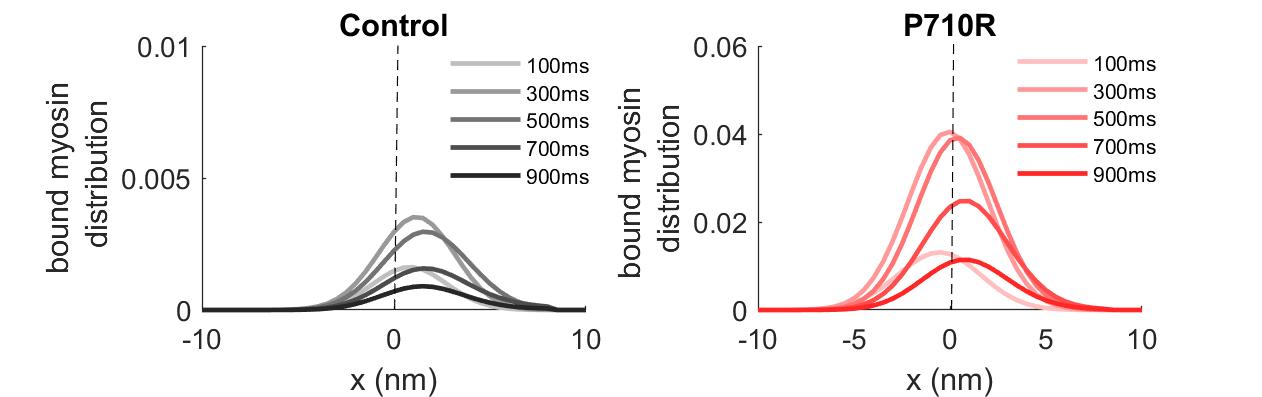 Control
0.01
0.005
0
bound myosin
distribution
100ms
300ms
500ms
700ms
900ms
-10
0
10
x (nm)
P710R
0.06
0.04
0.02
0
bound myosin
distribution
100ms
300ms
500ms
700ms
900ms
-10
-5
0
5
10
x (nm)